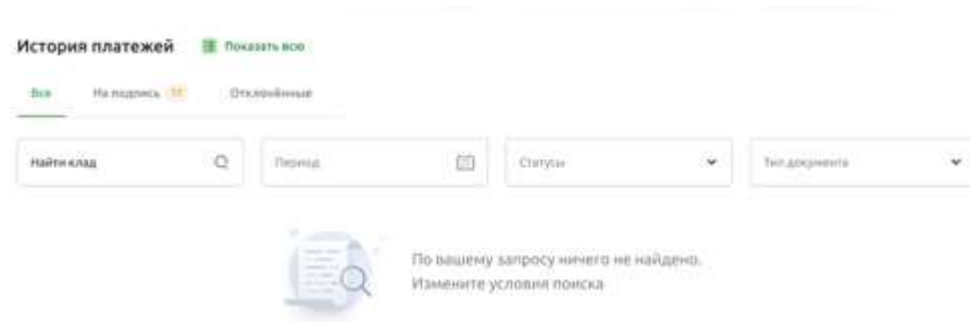 История платежей
Показать всю
Все
На подпись
Отклонённые
Найти клад
Период
Статусы
Тип документа
По вашему запросу ничего не найдено.
Измените условия поиска